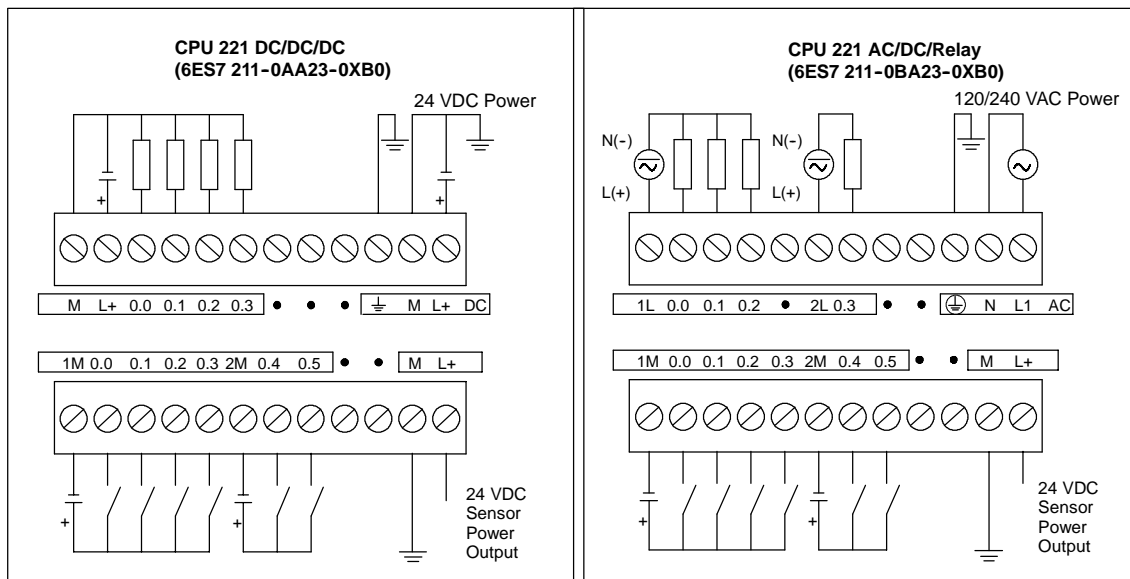 CPU 221 DC/DC/DC
(6ES7 211-0AA23-0XB0)
24 VDC Power
+
+
M L+ 0.0 0.1 0.2 0.3 • • • ⏚ M L+ DC
1M 0.0 0.1 0.2 0.3 2M 0.4 0.5 • • M L+
+
+
24 VDC
Sensor
Power
Output
CPU 221 AC/DC/Relay
(6ES7 211-0BA23-0XB0)
120/240 VAC Power
N(-)
N(-)
L(+)
L(+)
1L 0.0 0.1 0.2 • 2L 0.3 • • ⏚ N L1 AC
1M 0.0 0.1 0.2 0.3 2M 0.4 0.5 • • M L+
+
+
24 VDC
Sensor
Power
Output